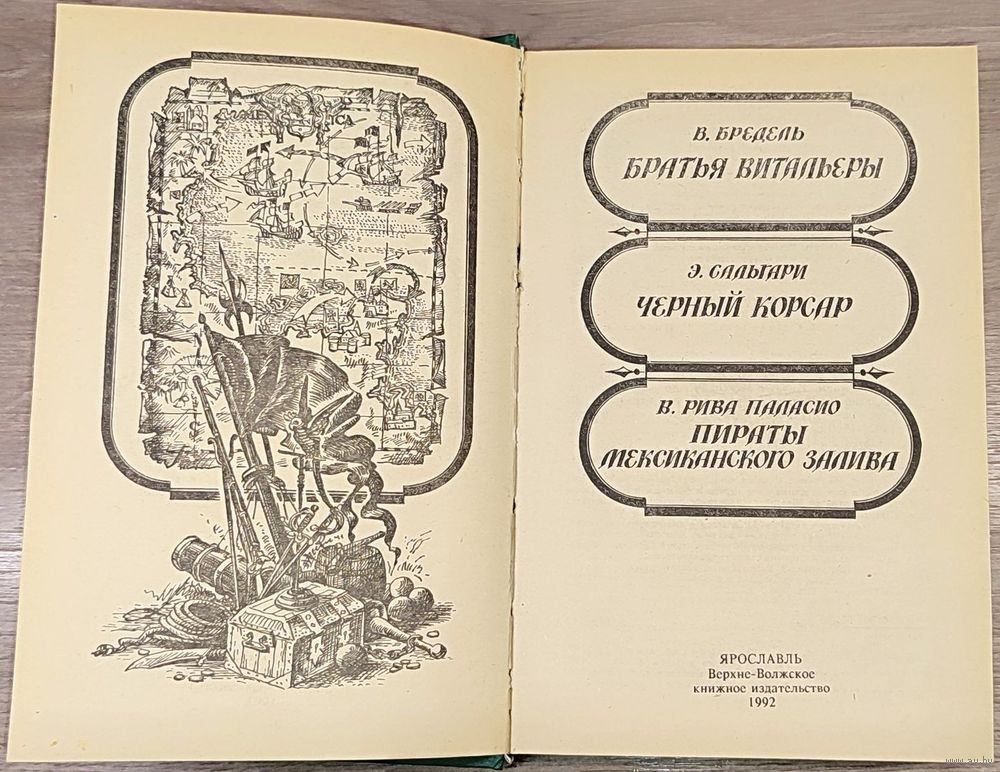 В. БРЕДЕЛЬ
БРАТЬЯ ВИТАЛЬЕРЫ
Э. САЛЬГАРИ
ЧЕРНЫЙ КОРСАР
В. РИВА ПАЛАСИО
ПИРАТЫ
МЕКСИКАНСКОГО ЗАЛИВА
ЯРОСЛАВЛЬ
Верхне-Волжское
книжное издательство
1992